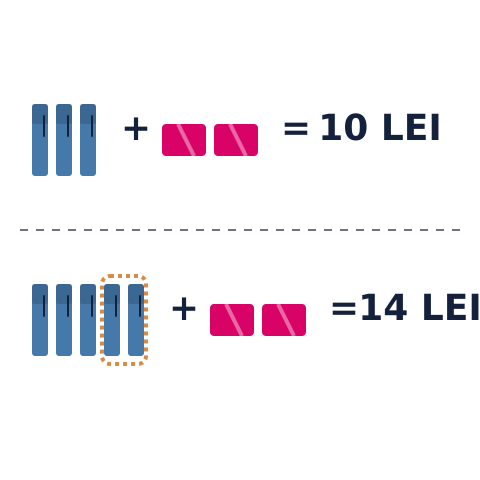 + = 10 LEI
+ =14 LEI